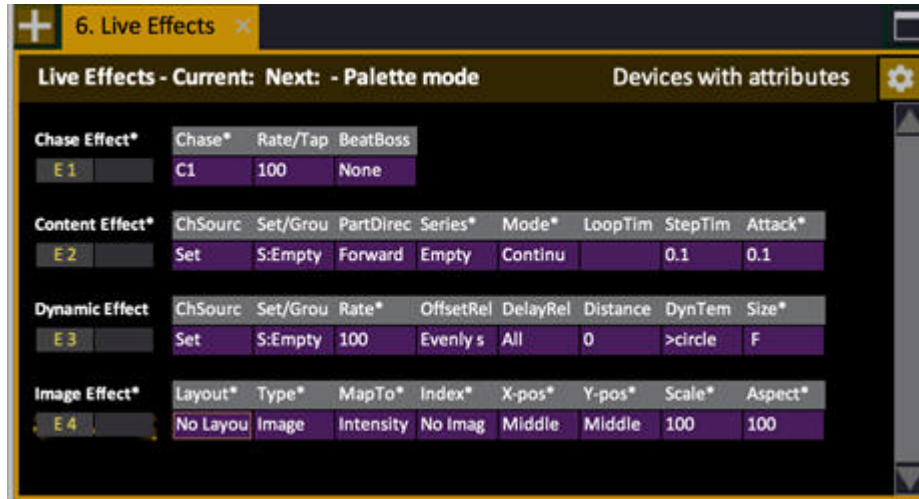 6. Live Effects ×
Live Effects - Current: Next: - Palette mode Devices with attributes
Chase Effect* Chase* Rate/Tap BeatBoss
E 1 C1 100 None
Content Effect* ChSourc Set/Grou PartDirec Series* Mode* LoopTim StepTim Attack*
E 2 Set S:Empty Forward Empty Continu 0.1 0.1
Dynamic Effect ChSourc Set/Grou Rate* OffsetRel DelayRel Distance DynTem Size*
E 3 Set S:Empty 100 Evenly s All 0 >circle F
Image Effect* Layout* Type* MapTo* Index* X-pos* Y-pos* Scale* Aspect*
E 4 No Layou Image Intensity No Imag Middle Middle 100 100